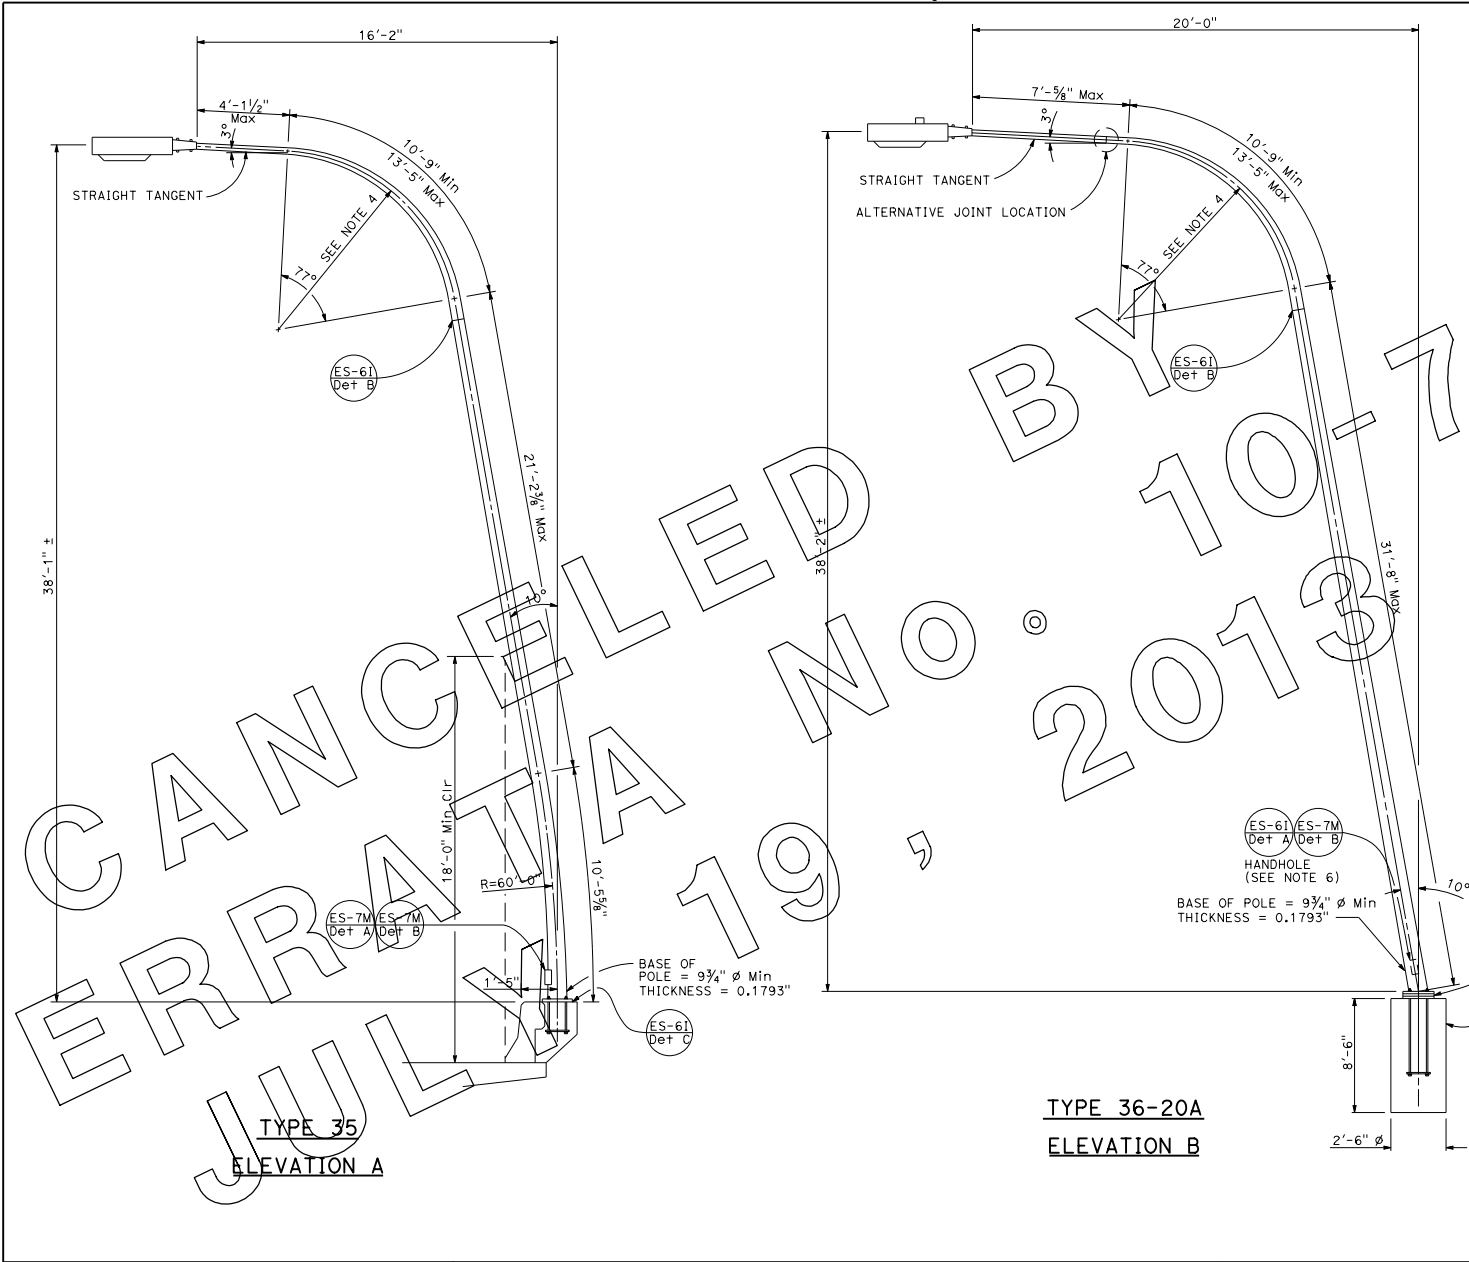 16'-2"
4'-1½"
Max
3°
STRAIGHT TANGENT
10'-9" Min
13'-5" Max
SEE NOTE 4
77°
ES-6I
Det B
21'-2⅜" Max
38'-1" ±
10°
18'-0" Min Clr
R=60'-0"
10'-5⅝"
ES-7M
Det A
ES-7M
Det B
1'-5"
BASE OF
POLE = 9¾" Ø Min
THICKNESS = 0.1793"
ES-6I
Det C
TYPE 35
ELEVATION A
20'-0"
7'-⅝" Max
3°
STRAIGHT TANGENT
ALTERNATIVE JOINT LOCATION
10'-9" Min
13'-5" Max
SEE NOTE 4
77°
ES-6I
Det B
38'-2" ±
31'-8" Max
ES-6I
Det A
ES-7M
Det B
HANDHOLE
(SEE NOTE 6)
10°
BASE OF POLE = 9¾" Ø Min
THICKNESS = 0.1793"
8'-6"
2'-6" Ø
TYPE 36-20A
ELEVATION B
CANCELED BY
ERRATA No. 10-7
JULY 19, 2013